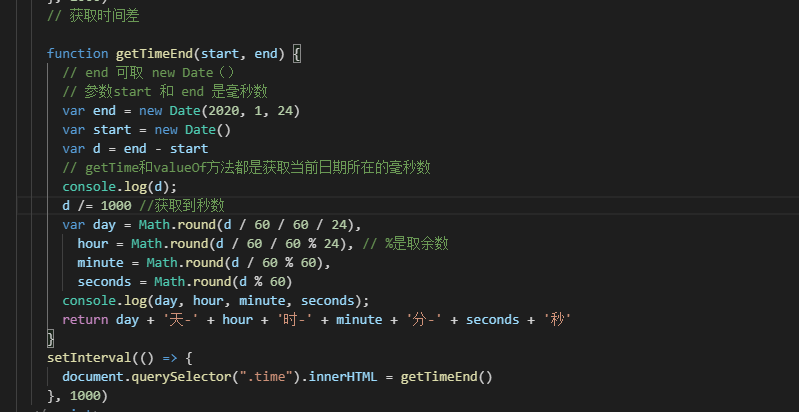 // 获取时间差
function getTimeEnd(start, end) {
// end 可取 new Date（）
// 参数start 和 end 是毫秒数
var end = new Date(2020, 1, 24)
var start = new Date()
var d = end - start
// getTime和valueOf方法都是获取当前日期所在的毫秒数
console.log(d);
d /= 1000 //获取到秒数
var day = Math.round(d / 60 / 60 / 24),
hour = Math.round(d / 60 / 60 % 24), // %是取余数
minute = Math.round(d / 60 % 60),
seconds = Math.round(d % 60)
console.log(day, hour, minute, seconds);
return day + '天-' + hour + '时-' + minute + '分-' + seconds + '秒'
}
setInterval(() => {
document.querySelector(".time").innerHTML = getTimeEnd()
}, 1000)